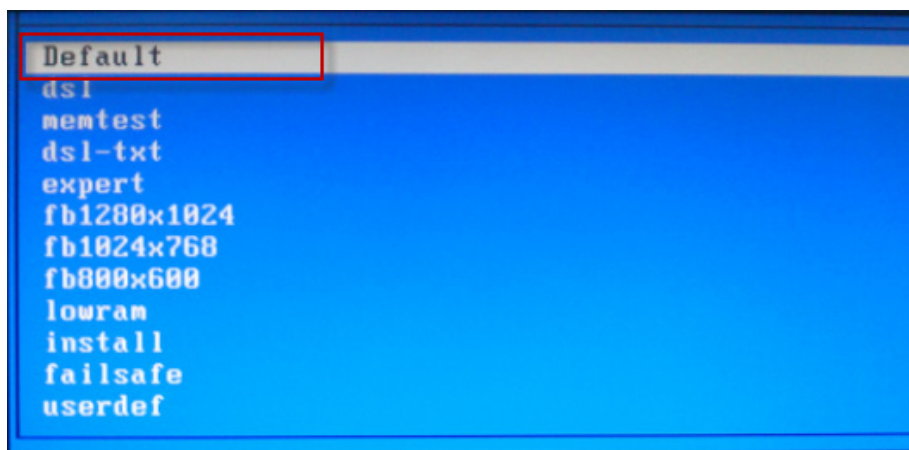 Default
dsl
memtest
dsl-txt
expert
fb1280x1024
fb1024x768
fb800x600
lowram
install
failsafe
userdef